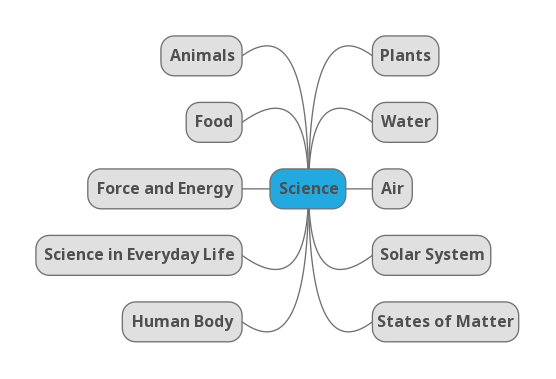 Animals
Plants
Food
Water
Force and Energy
Science
Air
Science in Everyday Life
Solar System
Human Body
States of Matter